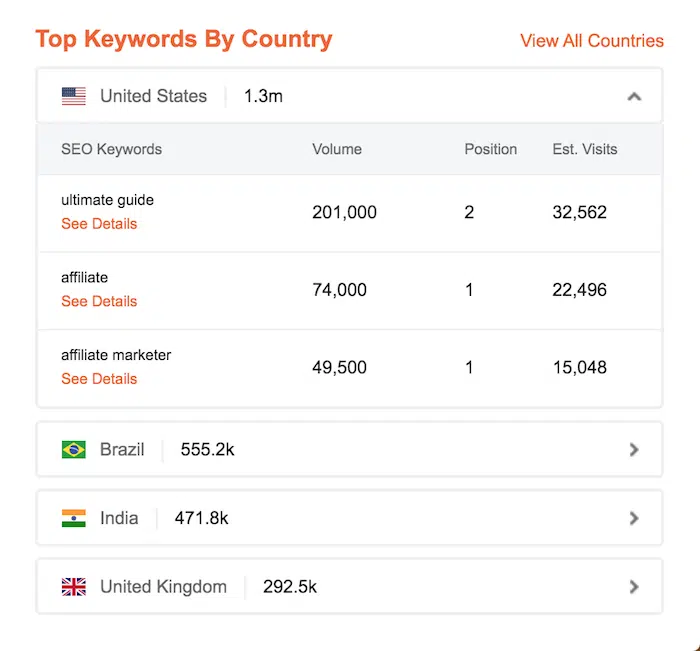 Top Keywords By Country
View All Countries
United States 1.3m
SEO Keywords Volume Position Est. Visits
ultimate guide
See Details
201,000 2 32,562
affiliate
See Details
74,000 1 22,496
affiliate marketer
See Details
49,500 1 15,048
Brazil 555.2k
India 471.8k
United Kingdom 292.5k